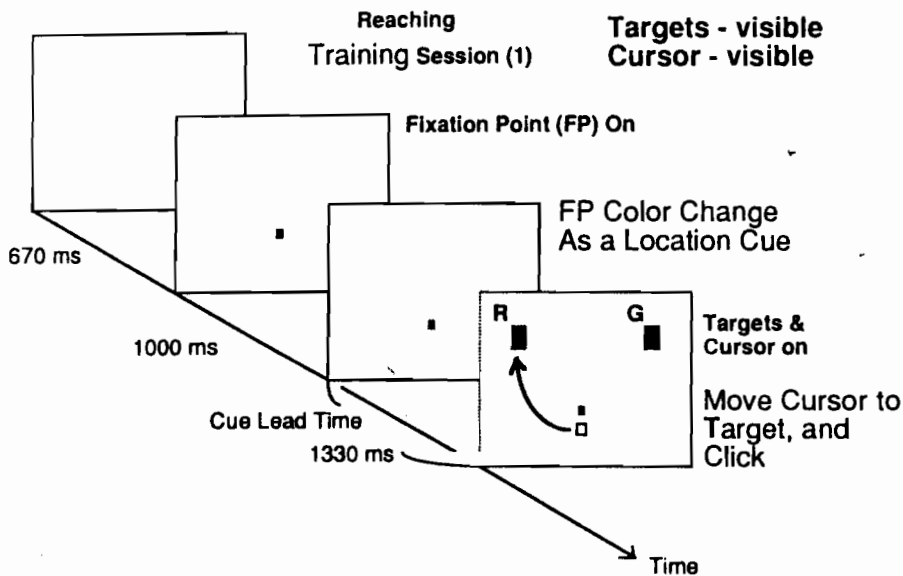 Reaching
Training Session (1)
Targets - visible
Cursor - visible
Fixation Point (FP) On
FP Color Change
As a Location Cue
670 ms
1000 ms
Cue Lead Time
1330 ms
R
G
Targets &
Cursor on
Move Cursor to
Target, and
Click
Time